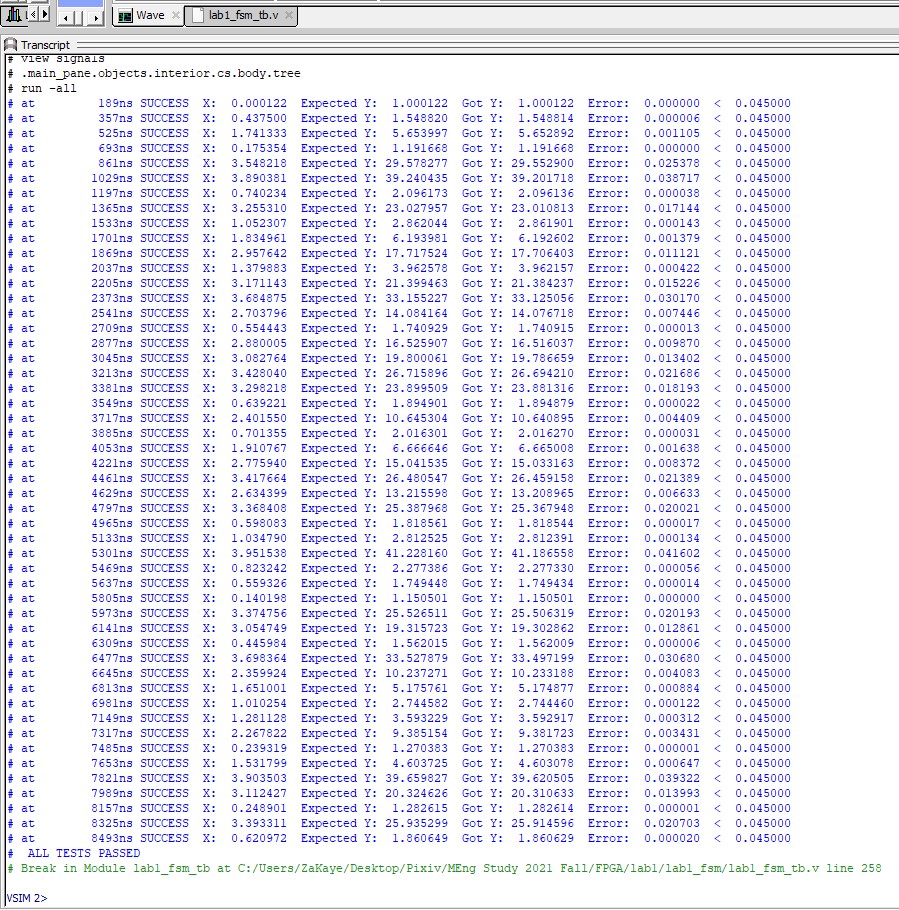 Wave
lab1_fsm_tb.v
Transcript
# view signals
# .main_pane.objects.interior.cs.body.tree
# run -all
# at 189ns SUCCESS X: 0.000122 Expected Y: 1.000122 Got Y: 1.000122 Error: 0.000000 < 0.045000
# at 357ns SUCCESS X: 0.437500 Expected Y: 1.548820 Got Y: 1.548814 Error: 0.000006 < 0.045000
# at 525ns SUCCESS X: 1.741333 Expected Y: 5.653997 Got Y: 5.652892 Error: 0.001105 < 0.045000
# at 693ns SUCCESS X: 0.175354 Expected Y: 1.191668 Got Y: 1.191668 Error: 0.000000 < 0.045000
# at 861ns SUCCESS X: 3.548218 Expected Y: 29.578277 Got Y: 29.552900 Error: 0.025378 < 0.045000
# at 1029ns SUCCESS X: 3.890381 Expected Y: 39.240435 Got Y: 39.201718 Error: 0.038717 < 0.045000
# at 1197ns SUCCESS X: 0.740234 Expected Y: 2.096173 Got Y: 2.096136 Error: 0.000038 < 0.045000
# at 1365ns SUCCESS X: 3.255310 Expected Y: 23.027957 Got Y: 23.010813 Error: 0.017144 < 0.045000
# at 1533ns SUCCESS X: 1.052307 Expected Y: 2.862044 Got Y: 2.861901 Error: 0.000143 < 0.045000
# at 1701ns SUCCESS X: 1.834961 Expected Y: 6.193981 Got Y: 6.192602 Error: 0.001379 < 0.045000
# at 1869ns SUCCESS X: 2.957642 Expected Y: 17.717524 Got Y: 17.706403 Error: 0.011121 < 0.045000
# at 2037ns SUCCESS X: 1.379883 Expected Y: 3.962578 Got Y: 3.962157 Error: 0.000422 < 0.045000
# at 2205ns SUCCESS X: 3.171143 Expected Y: 21.399463 Got Y: 21.384237 Error: 0.015226 < 0.045000
# at 2373ns SUCCESS X: 3.684875 Expected Y: 33.155227 Got Y: 33.125056 Error: 0.030170 < 0.045000
# at 2541ns SUCCESS X: 2.703796 Expected Y: 14.084164 Got Y: 14.076718 Error: 0.007446 < 0.045000
# at 2709ns SUCCESS X: 0.554443 Expected Y: 1.740929 Got Y: 1.740915 Error: 0.000013 < 0.045000
# at 2877ns SUCCESS X: 2.880005 Expected Y: 16.525907 Got Y: 16.516037 Error: 0.009870 < 0.045000
# at 3045ns SUCCESS X: 3.082764 Expected Y: 19.800061 Got Y: 19.786659 Error: 0.013402 < 0.045000
# at 3213ns SUCCESS X: 3.428040 Expected Y: 26.715896 Got Y: 26.694210 Error: 0.021686 < 0.045000
# at 3381ns SUCCESS X: 3.298218 Expected Y: 23.899509 Got Y: 23.881316 Error: 0.018193 < 0.045000
# at 3549ns SUCCESS X: 0.639221 Expected Y: 1.894901 Got Y: 1.894879 Error: 0.000022 < 0.045000
# at 3717ns SUCCESS X: 2.401550 Expected Y: 10.645304 Got Y: 10.640895 Error: 0.004409 < 0.045000
# at 3885ns SUCCESS X: 0.701355 Expected Y: 2.016301 Got Y: 2.016270 Error: 0.000031 < 0.045000
# at 4053ns SUCCESS X: 1.910767 Expected Y: 6.666646 Got Y: 6.665008 Error: 0.001638 < 0.045000
# at 4221ns SUCCESS X: 2.775940 Expected Y: 15.041535 Got Y: 15.033163 Error: 0.008372 < 0.045000
# at 4461ns SUCCESS X: 3.417664 Expected Y: 26.480547 Got Y: 26.459158 Error: 0.021389 < 0.045000
# at 4629ns SUCCESS X: 2.634399 Expected Y: 13.215598 Got Y: 13.208965 Error: 0.006633 < 0.045000
# at 4797ns SUCCESS X: 3.368408 Expected Y: 25.387968 Got Y: 25.367948 Error: 0.020021 < 0.045000
# at 4965ns SUCCESS X: 0.598083 Expected Y: 1.818561 Got Y: 1.818544 Error: 0.000017 < 0.045000
# at 5133ns SUCCESS X: 1.034790 Expected Y: 2.812525 Got Y: 2.812391 Error: 0.000134 < 0.045000
# at 5301ns SUCCESS X: 3.951538 Expected Y: 41.228160 Got Y: 41.186558 Error: 0.041602 < 0.045000
# at 5469ns SUCCESS X: 0.823242 Expected Y: 2.277386 Got Y: 2.277330 Error: 0.000056 < 0.045000
# at 5637ns SUCCESS X: 0.559326 Expected Y: 1.749448 Got Y: 1.749434 Error: 0.000014 < 0.045000
# at 5805ns SUCCESS X: 0.140198 Expected Y: 1.150501 Got Y: 1.150501 Error: 0.000000 < 0.045000
# at 5973ns SUCCESS X: 3.374756 Expected Y: 25.526511 Got Y: 25.506319 Error: 0.020193 < 0.045000
# at 6141ns SUCCESS X: 3.054749 Expected Y: 19.315723 Got Y: 19.302862 Error: 0.012861 < 0.045000
# at 6309ns SUCCESS X: 0.445984 Expected Y: 1.562015 Got Y: 1.562009 Error: 0.000006 < 0.045000
# at 6477ns SUCCESS X: 3.698364 Expected Y: 33.527879 Got Y: 33.497199 Error: 0.030680 < 0.045000
# at 6645ns SUCCESS X: 2.359924 Expected Y: 10.237271 Got Y: 10.233188 Error: 0.004083 < 0.045000
# at 6813ns SUCCESS X: 1.651001 Expected Y: 5.175761 Got Y: 5.174877 Error: 0.000884 < 0.045000
# at 6981ns SUCCESS X: 1.010254 Expected Y: 2.744582 Got Y: 2.744460 Error: 0.000122 < 0.045000
# at 7149ns SUCCESS X: 1.281128 Expected Y: 3.593229 Got Y: 3.592917 Error: 0.000312 < 0.045000
# at 7317ns SUCCESS X: 2.267822 Expected Y: 9.385154 Got Y: 9.381723 Error: 0.003431 < 0.045000
# at 7485ns SUCCESS X: 0.239319 Expected Y: 1.270383 Got Y: 1.270383 Error: 0.000001 < 0.045000
# at 7653ns SUCCESS X: 1.531799 Expected Y: 4.603725 Got Y: 4.603078 Error: 0.000647 < 0.045000
# at 7821ns SUCCESS X: 3.903503 Expected Y: 39.659827 Got Y: 39.620505 Error: 0.039322 < 0.045000
# at 7989ns SUCCESS X: 3.112427 Expected Y: 20.324626 Got Y: 20.310633 Error: 0.013993 < 0.045000
# at 8157ns SUCCESS X: 0.248901 Expected Y: 1.282615 Got Y: 1.282614 Error: 0.000001 < 0.045000
# at 8325ns SUCCESS X: 3.393311 Expected Y: 25.935299 Got Y: 25.914596 Error: 0.020703 < 0.045000
# at 8493ns SUCCESS X: 0.620972 Expected Y: 1.860649 Got Y: 1.860629 Error: 0.000020 < 0.045000
# ALL TESTS PASSED
# Break in Module lab1_fsm_tb at C:/Users/ZaKaye/Desktop/Pixiv/MEng Study 2021 Fall/FPGA/lab1/lab1_fsm/lab1_fsm_tb.v line 258
VSIM 2>